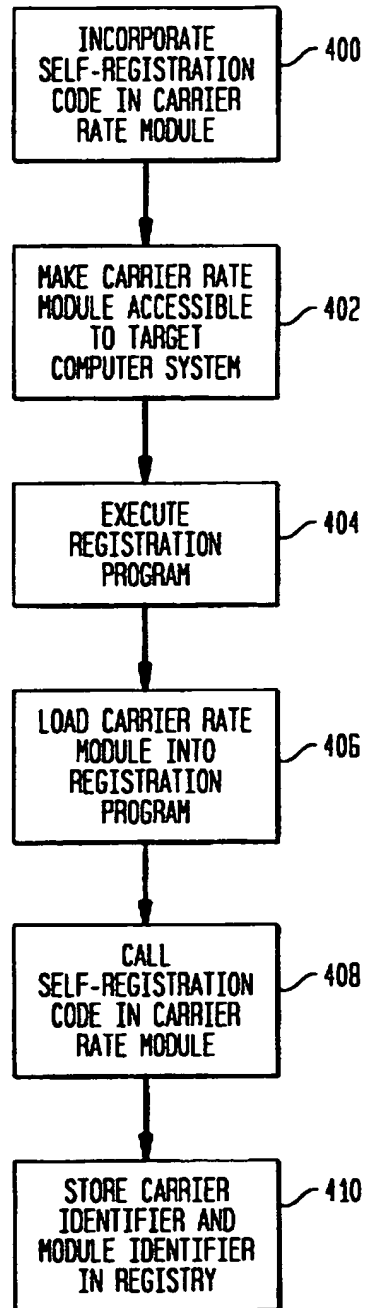 INCORPORATE
SELF-REGISTRATION
CODE IN CARRIER
RATE MODULE
400
MAKE CARRIER RATE
MODULE ACCESSIBLE
TO TARGET
COMPUTER SYSTEM
402
EXECUTE
REGISTRATION
PROGRAM
404
LOAD CARRIER RATE
MODULE INTO
REGISTRATION
PROGRAM
406
CALL
SELF-REGISTRATION
CODE IN CARRIER
RATE MODULE
408
STORE CARRIER
IDENTIFIER AND
MODULE IDENTIFIER
IN REGISTRY
410